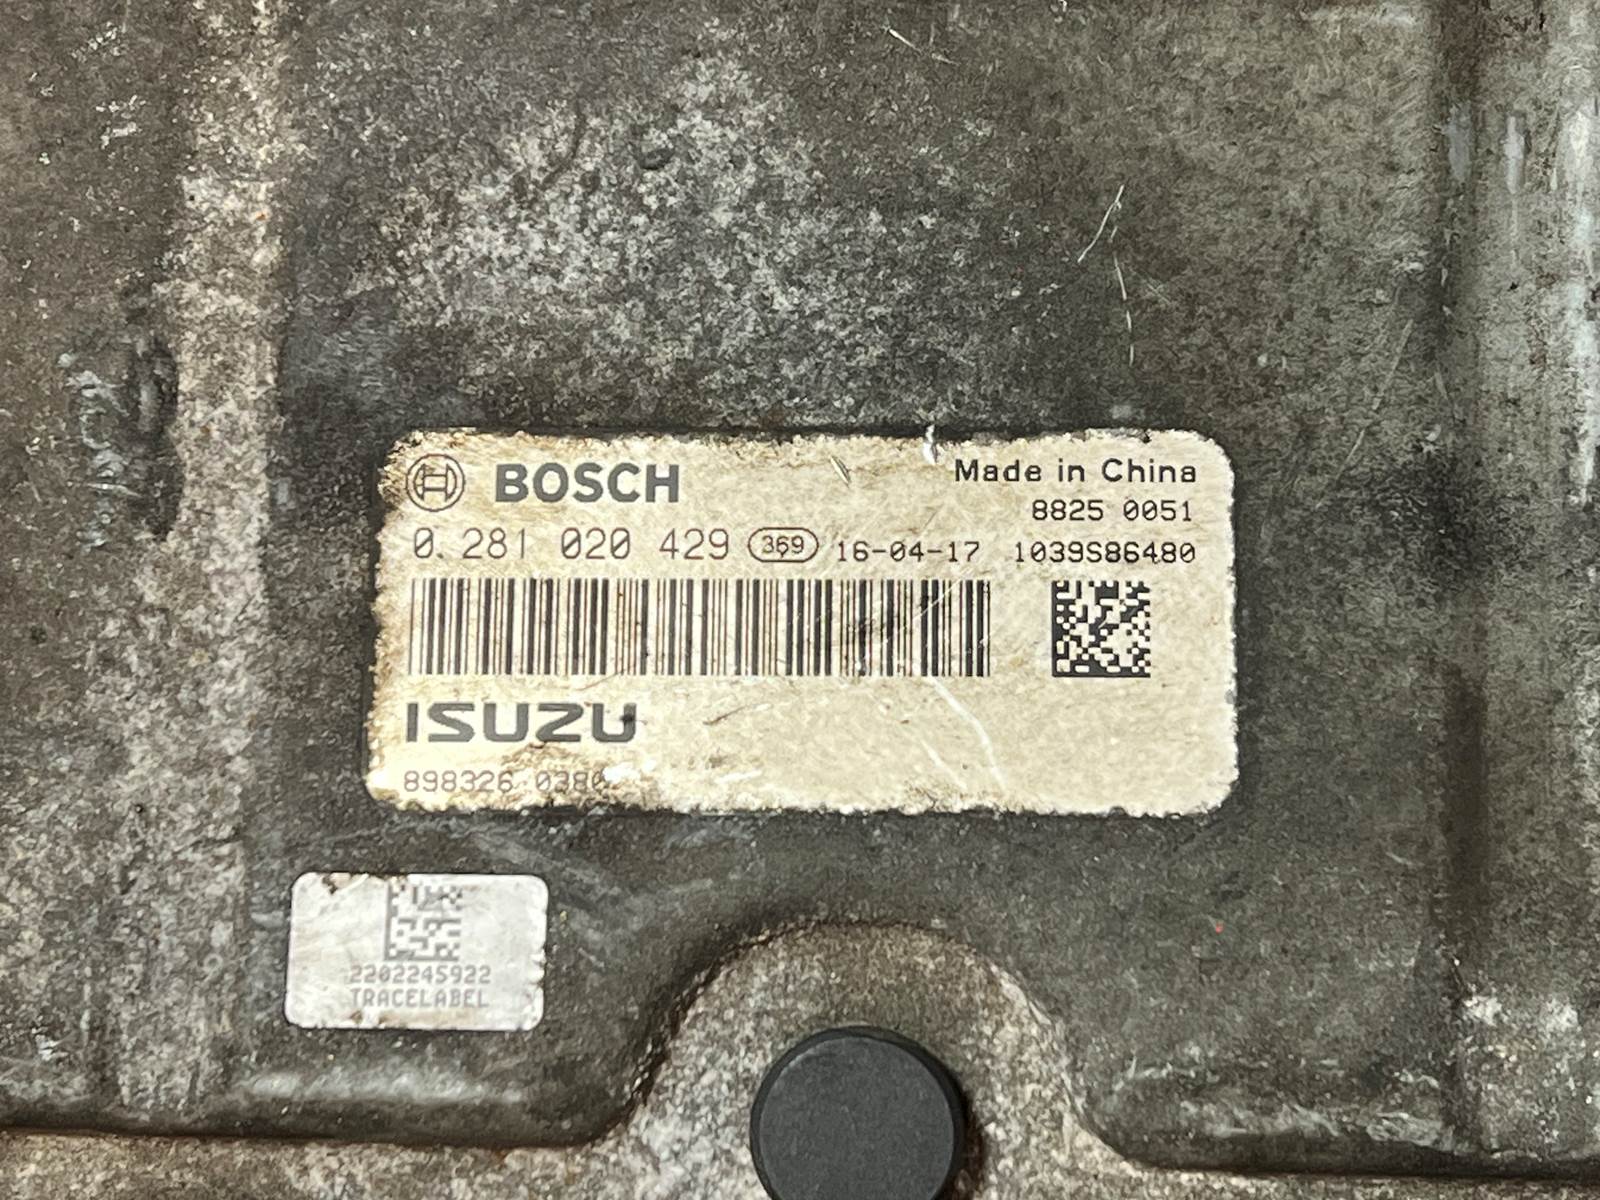 BOSCH
Made in China
8825 0051
0 281 020 429 369 16-04-17 1039S86480
ISUZU
898326 0380
2202245922
TRACELABEL